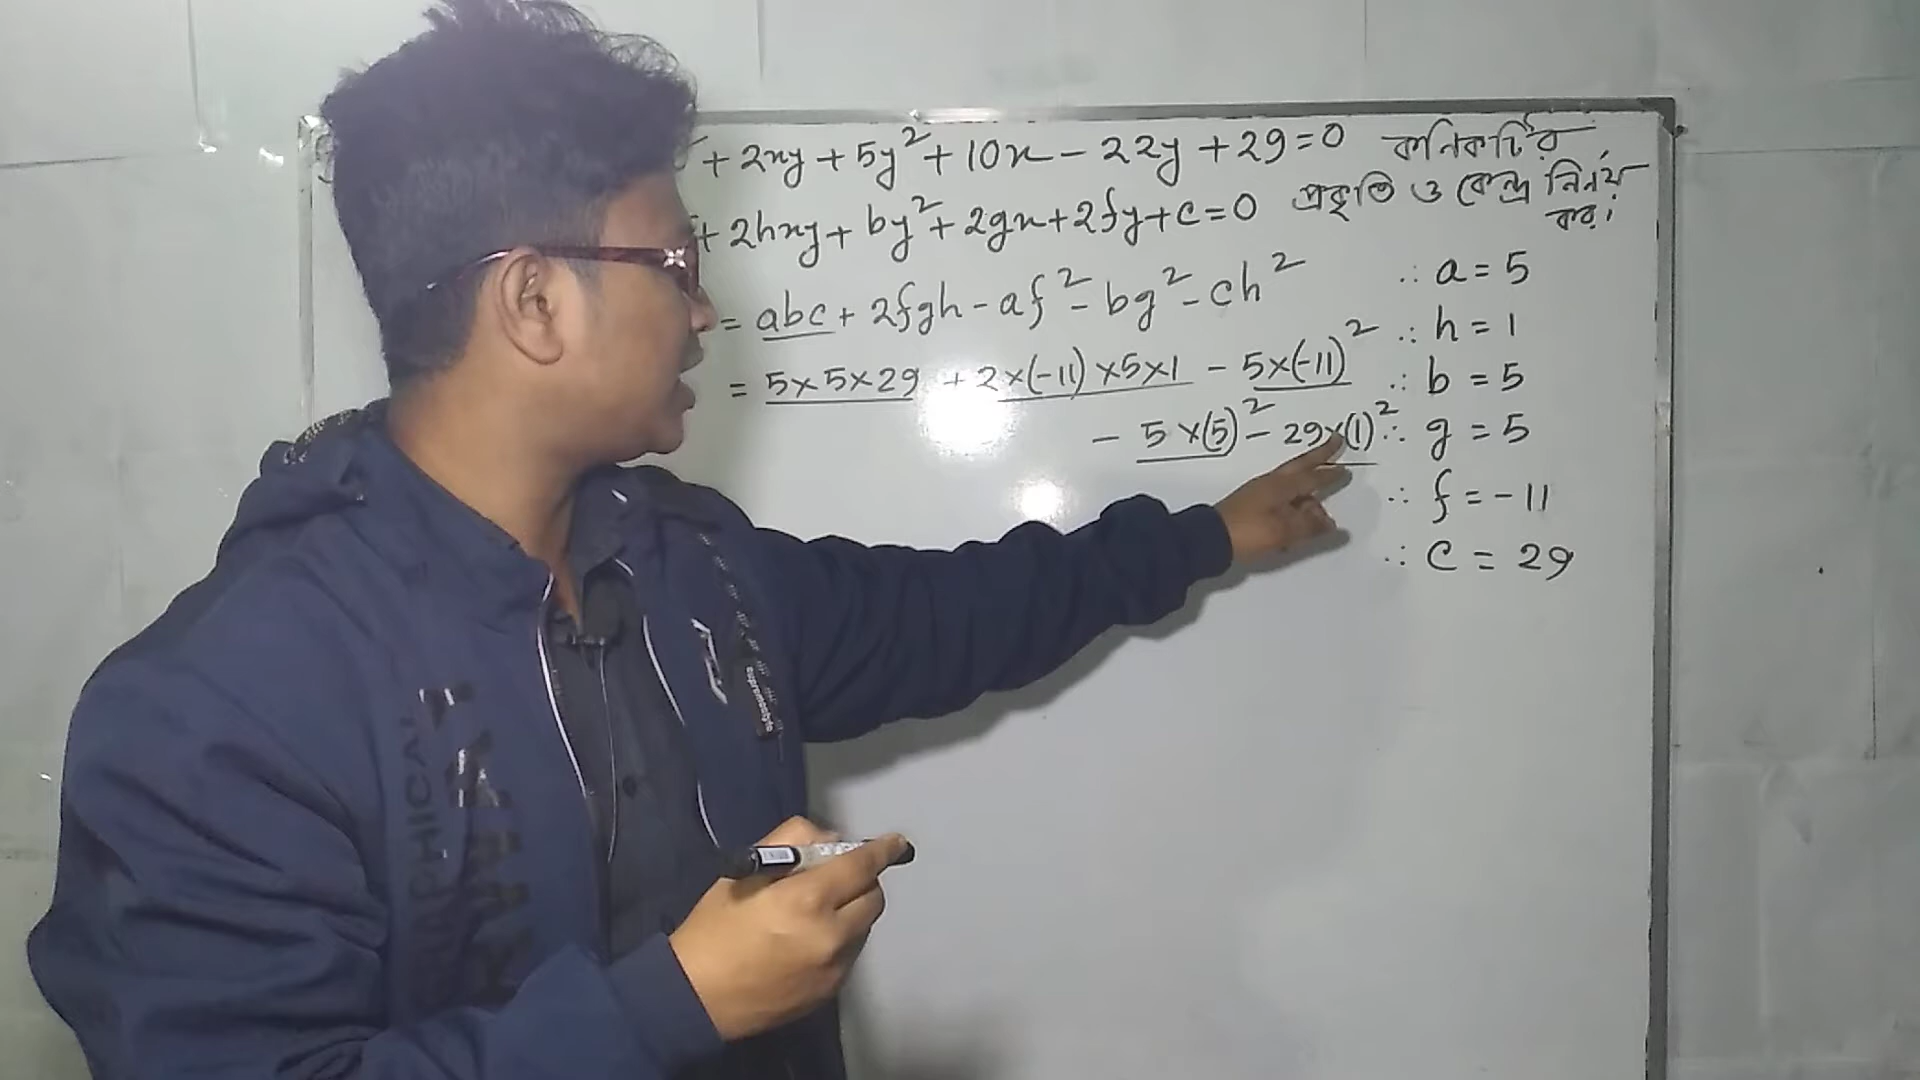 + 2xy + 5y² + 10x - 22y + 29 = 0 কনিকটির
+ 2hxy + by² + 2gx + 2fy + c = 0 প্রকৃতি ও কেন্দ্র নির্নয়
কর।
= abc + 2fgh - af² - bg² - ch²
= 5×5×29 + 2×(-11)×5×1 - 5×(-11)²
- 5×(5)² - 29×(1)²
∴ a = 5
∴ h = 1
∴ b = 5
∴ g = 5
∴ f = -11
∴ c = 29